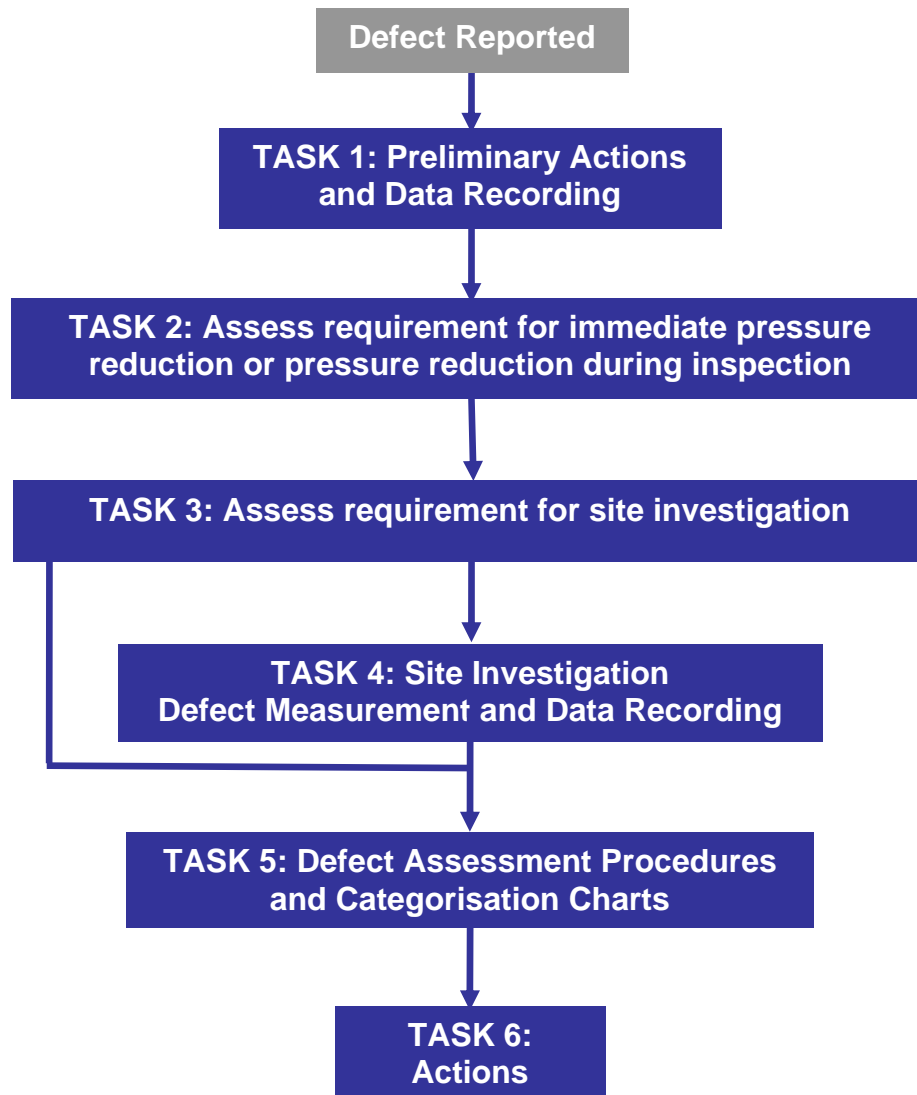 Defect Reported
TASK 1: Preliminary Actions
and Data Recording
TASK 2: Assess requirement for immediate pressure
reduction or pressure reduction during inspection
TASK 3: Assess requirement for site investigation
TASK 4: Site Investigation
Defect Measurement and Data Recording
TASK 5: Defect Assessment Procedures
and Categorisation Charts
TASK 6:
Actions